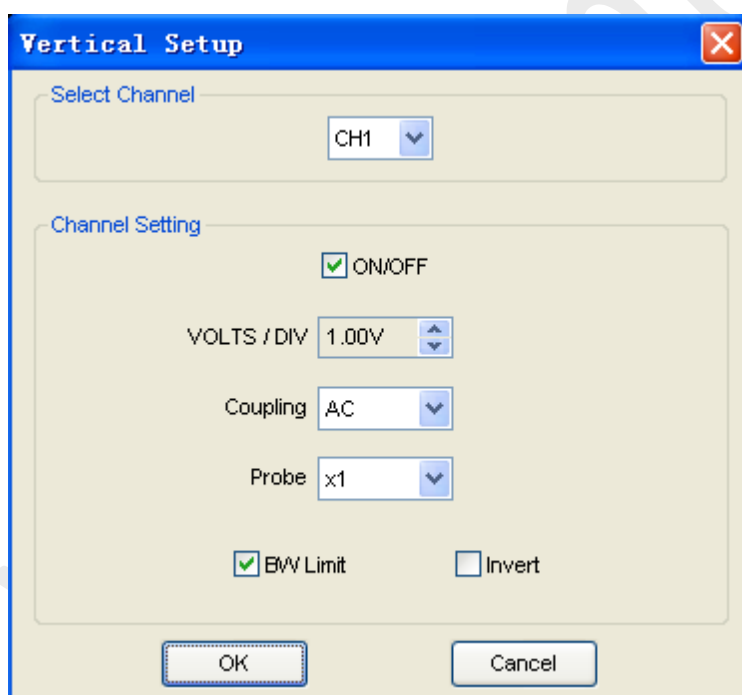 Vertical Setup
Select Channel
CH1
Channel Setting
ON/OFF
VOLTS / DIV 1.00V
Coupling AC
Probe x1
BW Limit Invert
OK Cancel